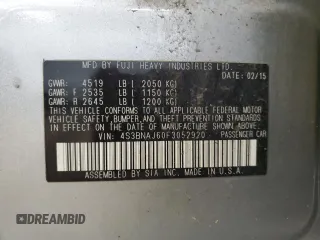 MFD BY FUJI HEAVY INDUSTRIES LTD.
DATE: 02/15
GVWR: 4519 LB ( 2050 KG)
GAWR: F 2535 LB ( 1150 KG)
GAWR: R 2645 LB ( 1200 KG)
THIS VEHICLE CONFORMS TO ALL APPLICABLE FEDERAL MOTOR
VEHICLE SAFETY, BUMPER, AND THEFT PREVENTION STANDARDS
IN EFFECT ON THE DATE OF MANUFACTURE SHOWN ABOVE.
VIN: 4S3BNAJ60F3052920 PASSENGER CAR
ASSEMBLED BY SIA INC. MADE IN U.S.A.
DREAMBID